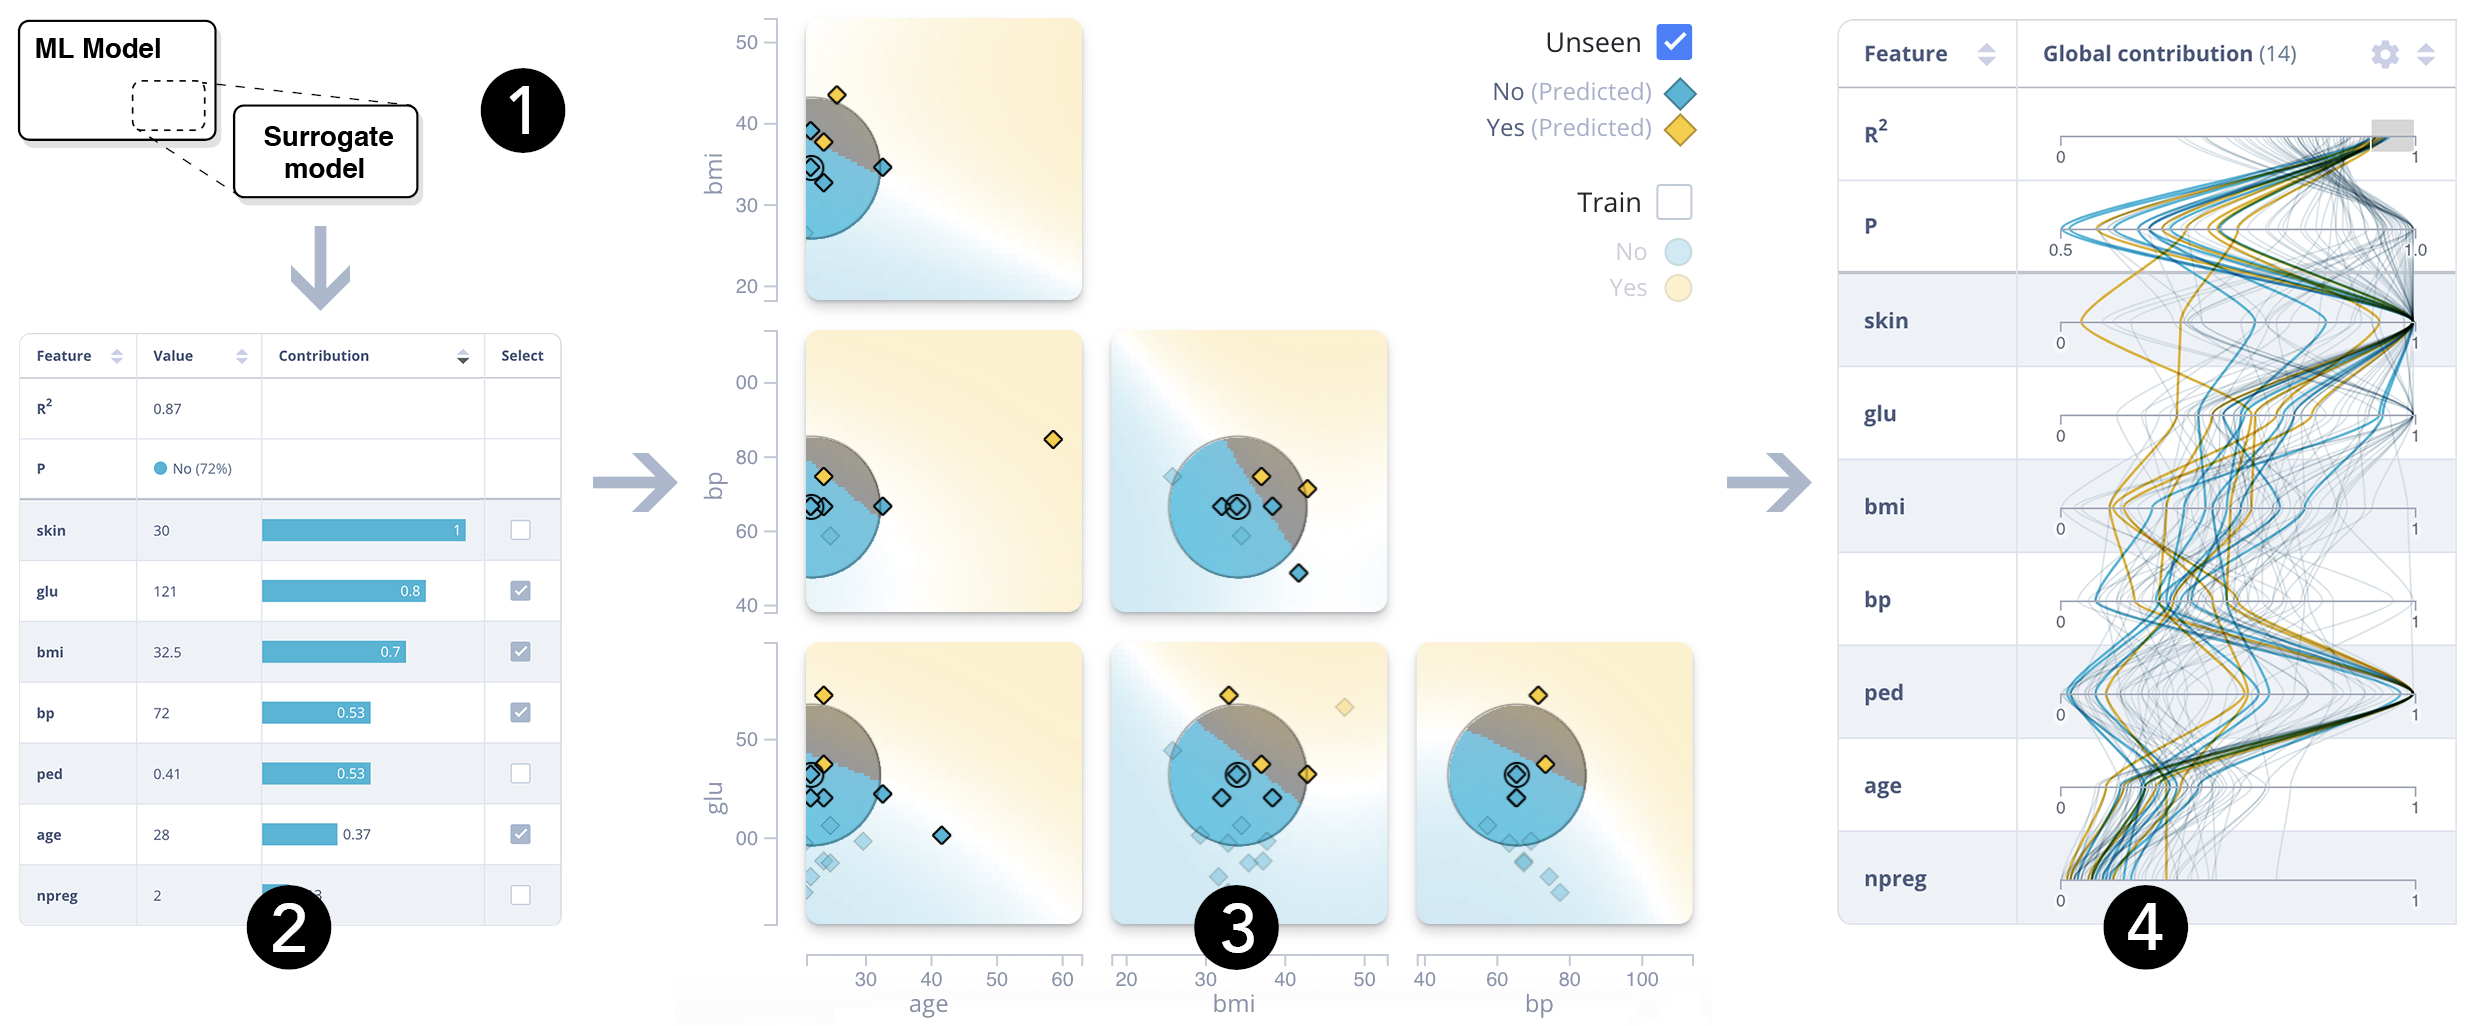 ML Model
Surrogate
model
1
Feature Value Contribution Select
R2 0.87
P No (72%)
skin 30 1
glu 121 0.8
bmi 32.5 0.7
bp 72 0.53
ped 0.41 0.53
age 28 0.37
npreg 2
2
50
40
30
20
bmi
Unseen
No (Predicted)
Yes (Predicted)
Train
No
Yes
00
80
60
40
bp
50
00
glu
3
30 40 50 60
age
20 30 40 50
bmi
40 60 80 100
bp
Feature Global contribution (14)
R2
0 1
P
0.5 1.0
skin
0 1
glu
0 1
bmi
0 1
bp
0 1
ped
0 1
age
0 1
npreg
0 1
4